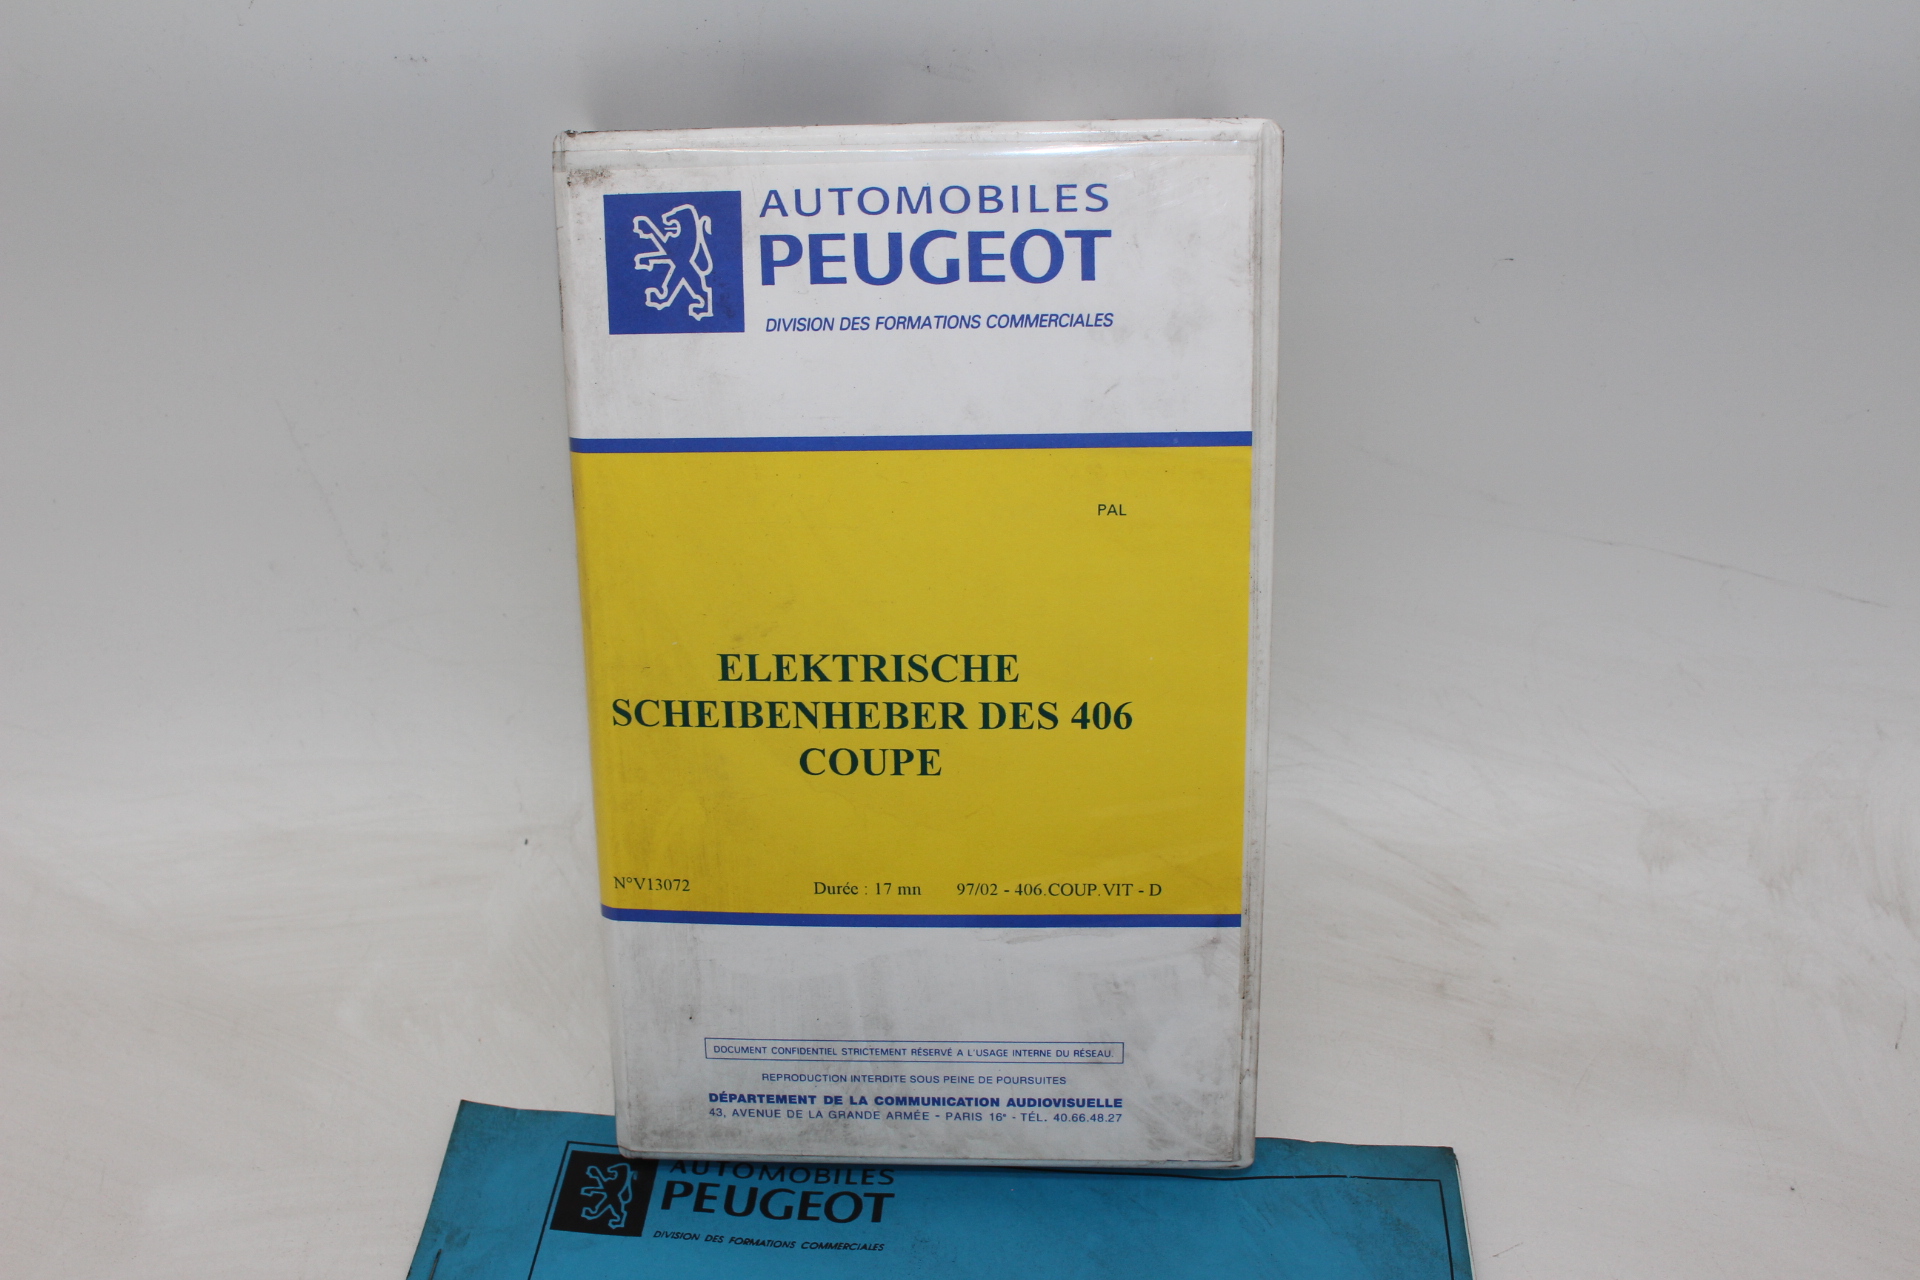 AUTOMOBILES
PEUGEOT
DIVISION DES FORMATIONS COMMERCIALES
PAL
ELEKTRISCHE
SCHEIBENHEBER DES 406
COUPE
N°V13072 Durée : 17 mn 97/02 - 406.COUP.VIT - D
DOCUMENT CONFIDENTIEL STRICTEMENT RÉSERVÉ A L'USAGE INTERNE DU RÉSEAU.
REPRODUCTION INTERDITE SOUS PEINE DE POURSUITES
DÉPARTEMENT DE LA COMMUNICATION AUDIOVISUELLE
43, AVENUE DE LA GRANDE ARMÉE - PARIS 16e - TÉL. 40.66.48.27
AUTOMOBILES
PEUGEOT
DIVISION DES FORMATIONS COMMERCIALES